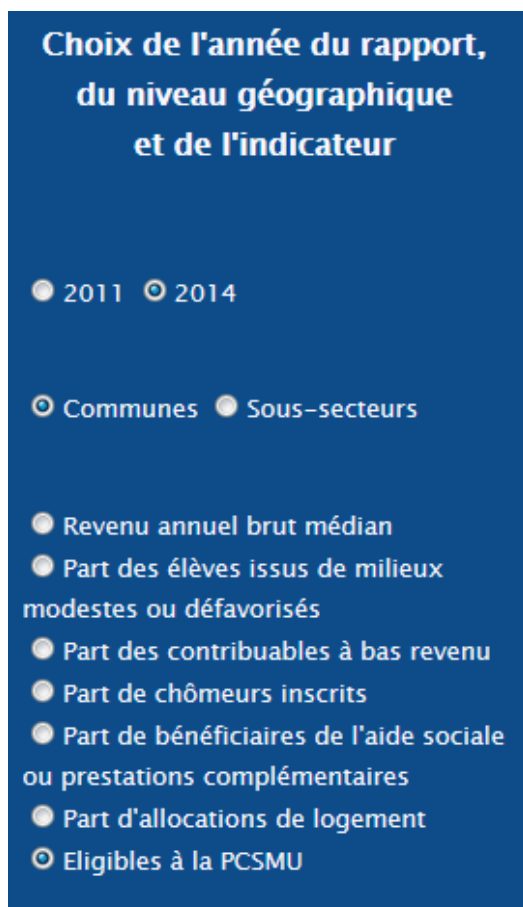 Choix de l'année du rapport,
du niveau géographique
et de l'indicateur
2011 2014
Communes Sous-secteurs
Revenu annuel brut médian
Part des élèves issus de milieux
modestes ou défavorisés
Part des contribuables à bas revenu
Part de chômeurs inscrits
Part de bénéficiaires de l'aide sociale
ou prestations complémentaires
Part d'allocations de logement
Eligibles à la PCSMU